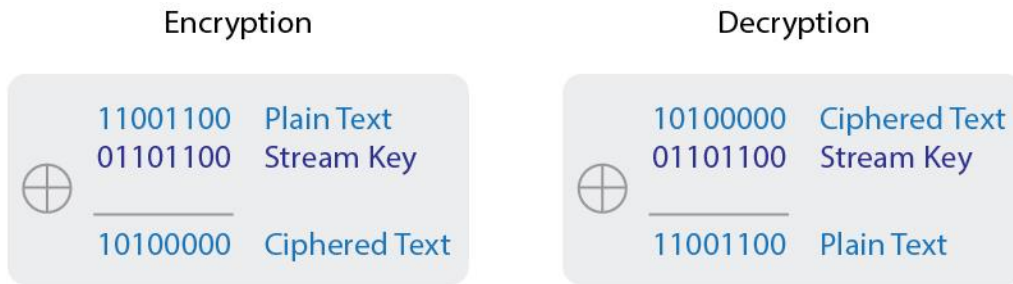 Encryption
11001100 Plain Text
01101100 Stream Key
10100000 Ciphered Text
Decryption
10100000 Ciphered Text
01101100 Stream Key
11001100 Plain Text